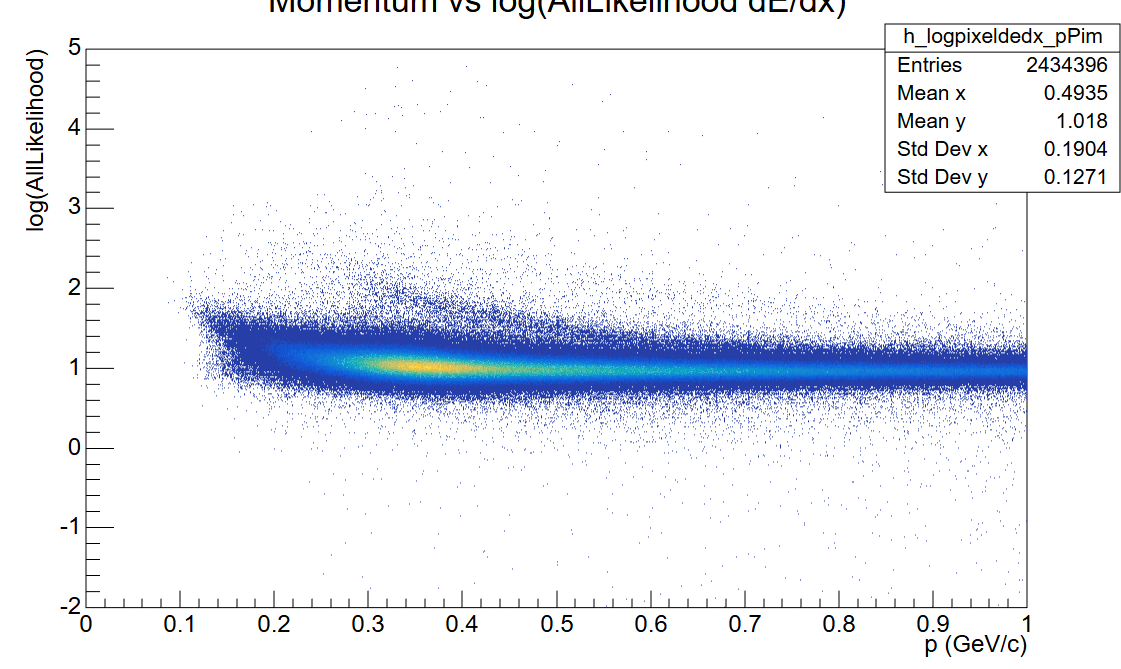 Momentum vs log(AllLikelihood dE/dx)
h_logpixeldedx_pPim
Entries 2434396
Mean x 0.4935
Mean y 1.018
Std Dev x 0.1904
Std Dev y 0.1271
log(AllLikelihood)
5
4
3
2
1
0
-1
-2
0 0.1 0.2 0.3 0.4 0.5 0.6 0.7 0.8 0.9 1
p (GeV/c)